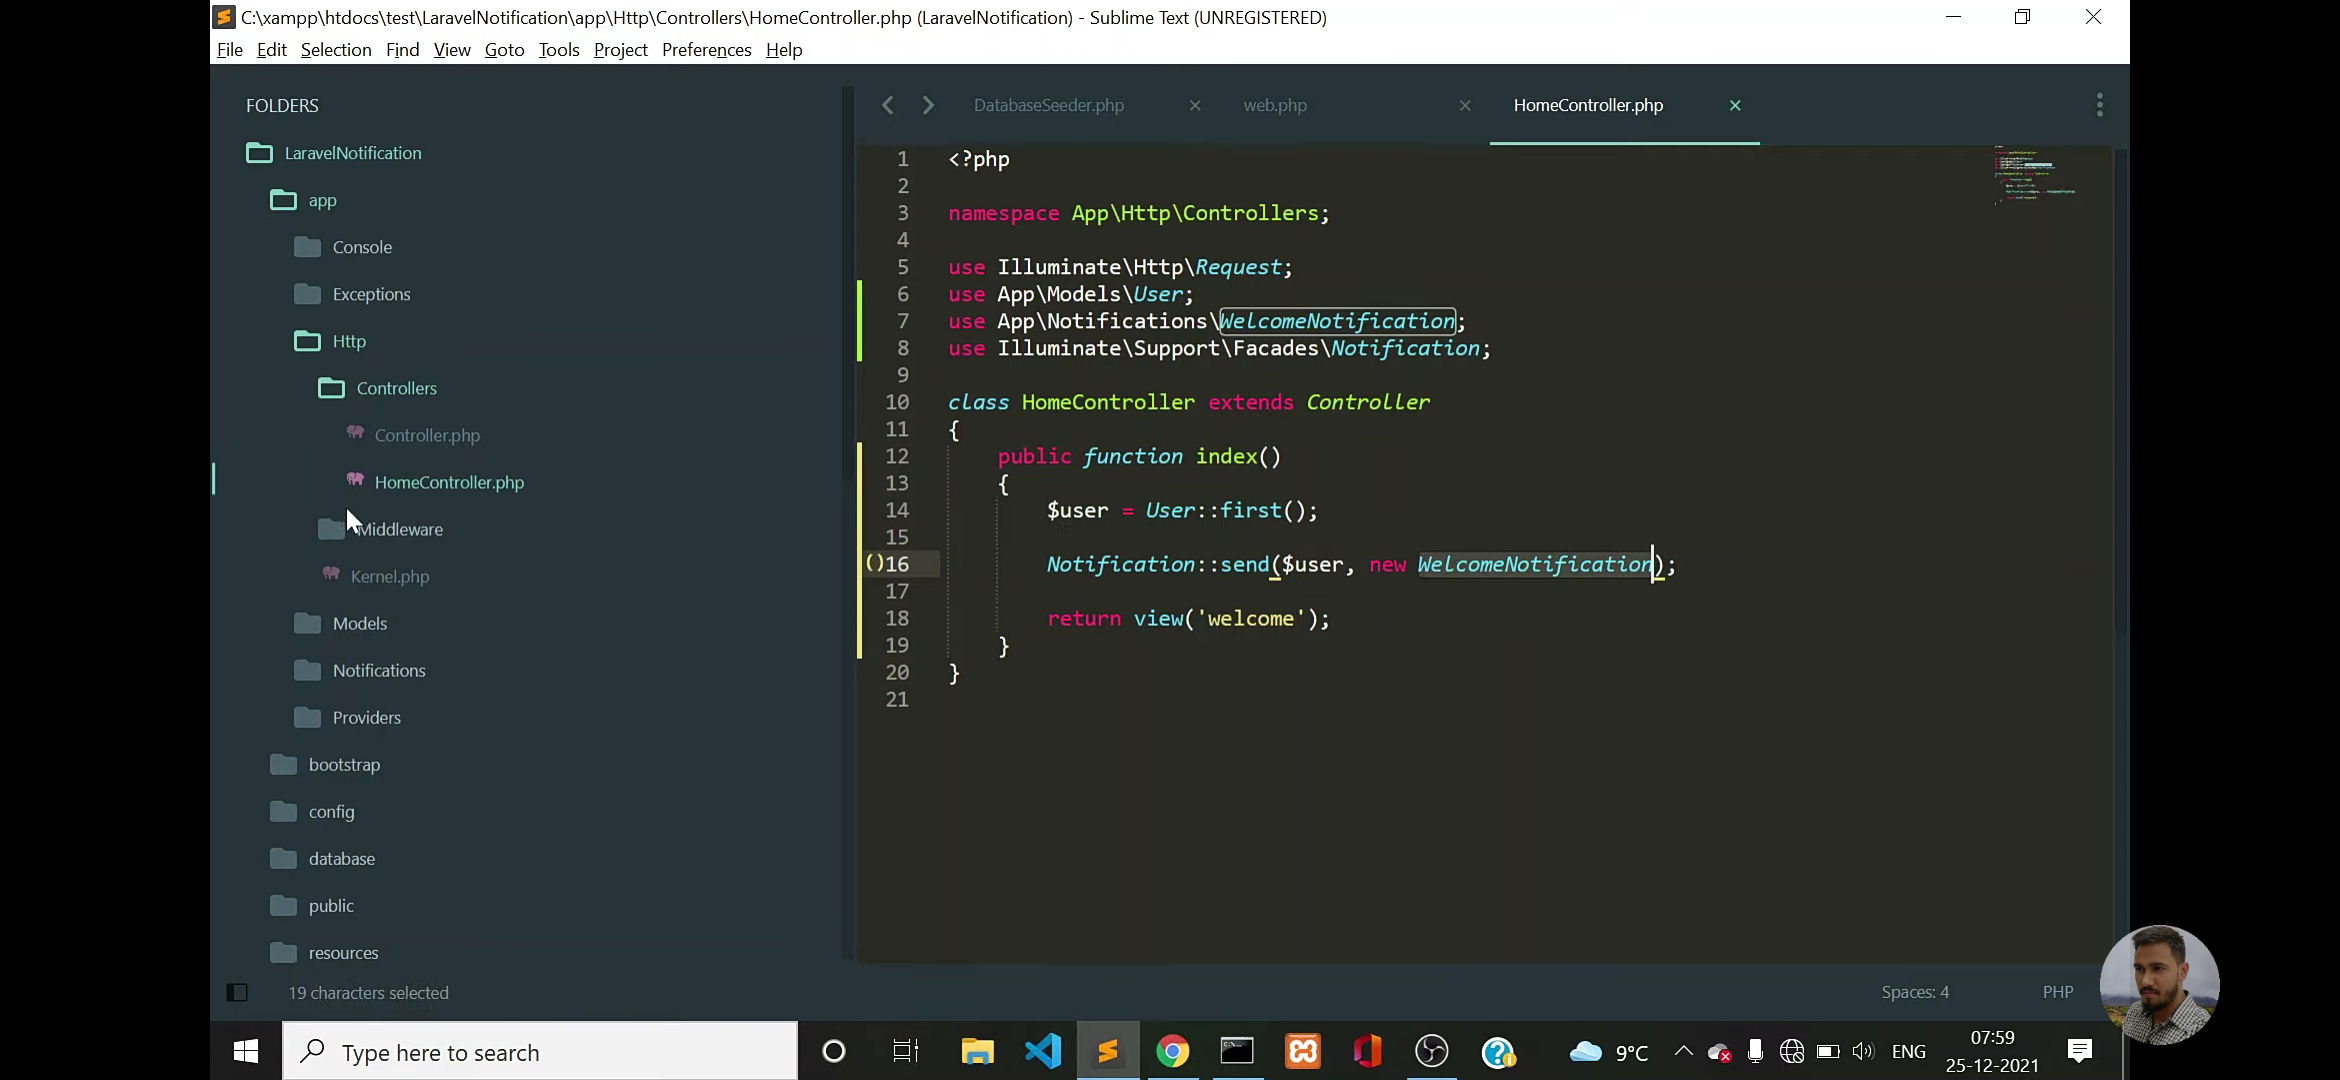 C:\xampp\htdocs\test\LaravelNotification\app\Http\Controllers\HomeController.php (LaravelNotification) - Sublime Text (UNREGISTERED)
File Edit Selection Find View Goto Tools Project Preferences Help
FOLDERS
LaravelNotification
app
Console
Exceptions
Http
Controllers
Controller.php
HomeController.php
Middleware
Kernel.php
Models
Notifications
Providers
bootstrap
config
database
public
resources
DatabaseSeeder.php
web.php
HomeController.php
1 <?php
2
3 namespace App\Http\Controllers;
4
5 use Illuminate\Http\Request;
6 use App\Models\User;
7 use App\Notifications\WelcomeNotification;
8 use Illuminate\Support\Facades\Notification;
9
10 class HomeController extends Controller
11 {
12     public function index()
13     {
14         $user = User::first();
15
()16         Notification::send($user, new WelcomeNotification);
17
18         return view('welcome');
19     }
20 }
21
19 characters selected
Spaces: 4
PHP
Type here to search
9°C
ENG
07:59
25-12-2021